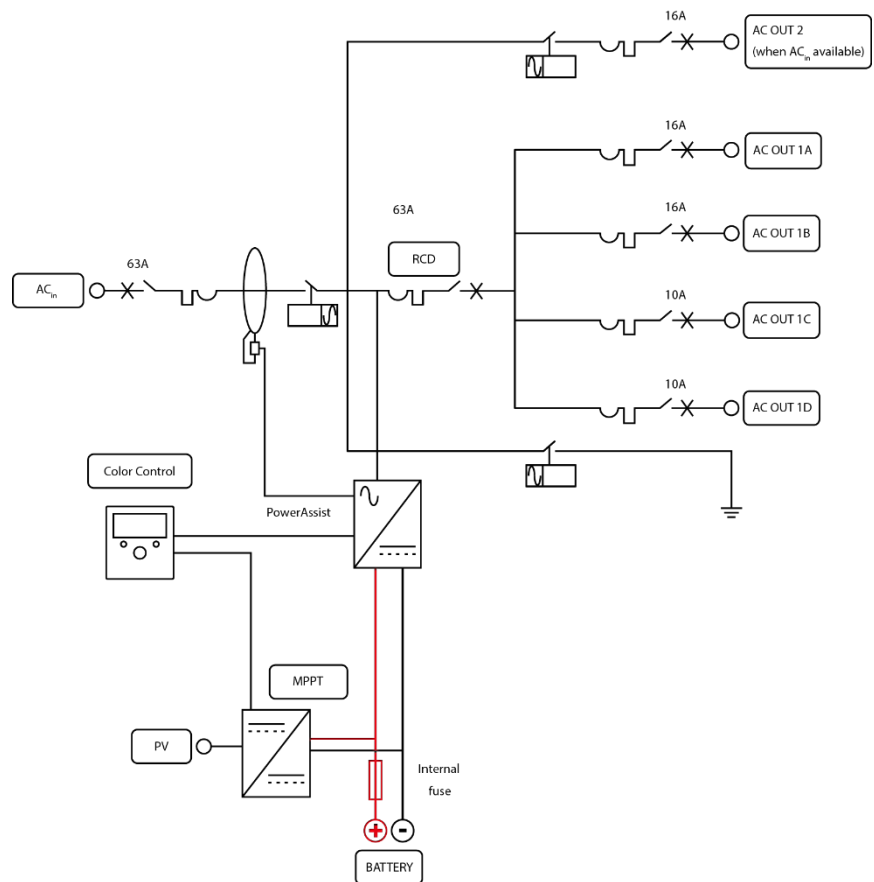 16A
AC OUT 2
(when ACin available)
16A
AC OUT 1A
63A
16A
RCD
AC OUT 1B
63A
ACin
10A
AC OUT 1C
10A
AC OUT 1D
Color Control
PowerAssist
MPPT
PV
Internal
fuse
+ -
BATTERY